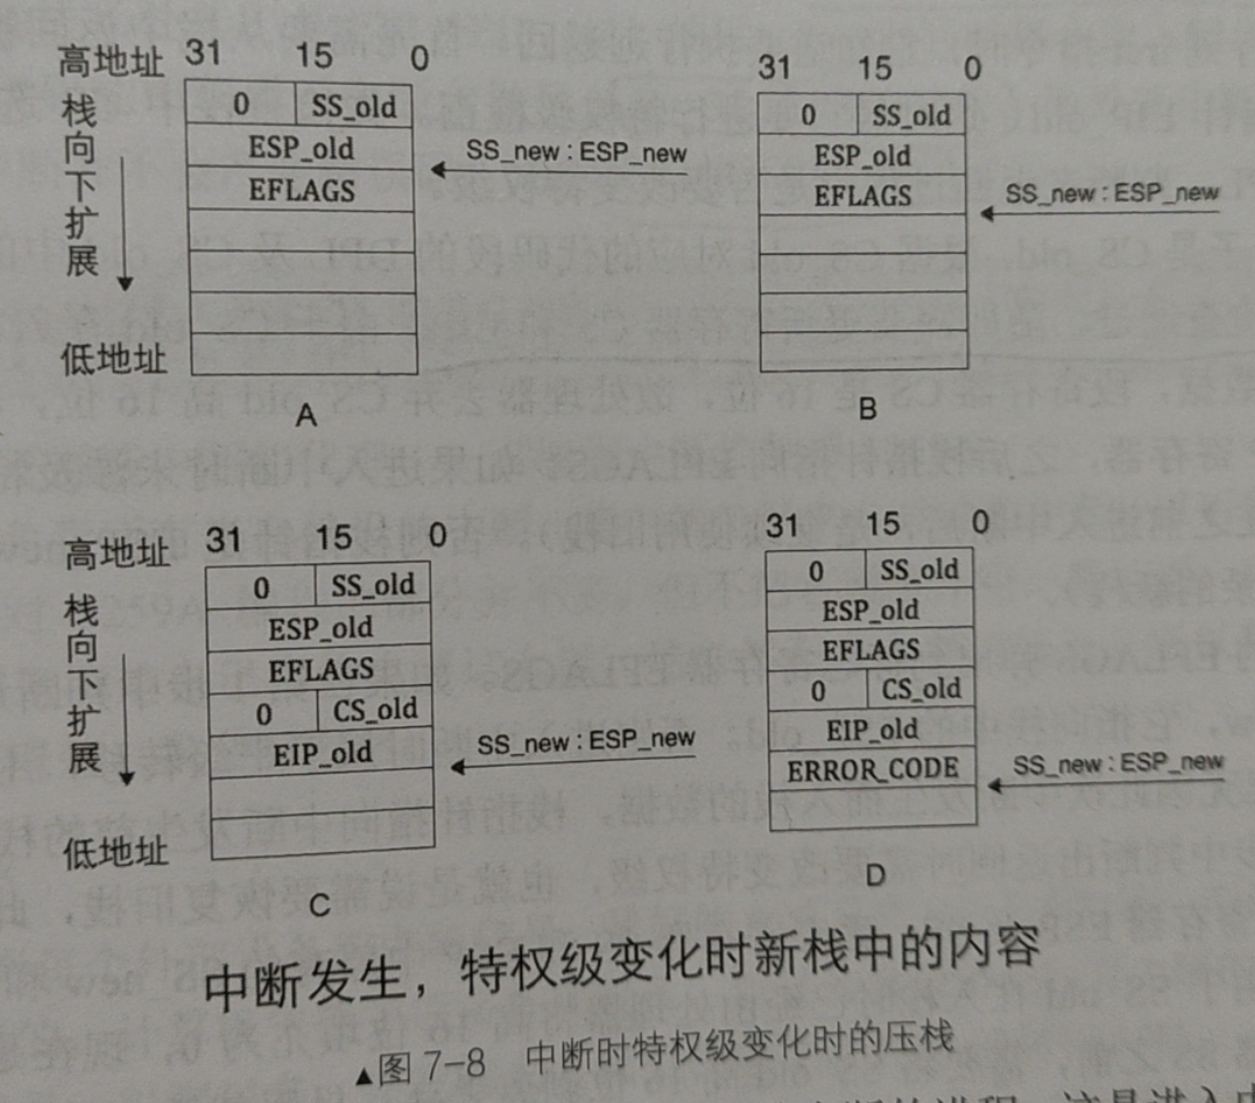 高地址 31 15 0
0 SS_old
ESP_old
EFLAGS
SS_new : ESP_new
栈向下扩展
低地址
A
31 15 0
0 SS_old
ESP_old
EFLAGS
SS_new : ESP_new
B
高地址 31 15 0
0 SS_old
ESP_old
EFLAGS
0 CS_old
EIP_old
SS_new : ESP_new
栈向下扩展
低地址
C
31 15 0
0 SS_old
ESP_old
EFLAGS
0 CS_old
EIP_old
ERROR_CODE
SS_new : ESP_new
D
中断发生，特权级变化时新栈中的内容
▲图 7-8 中断时特权级变化时的压栈